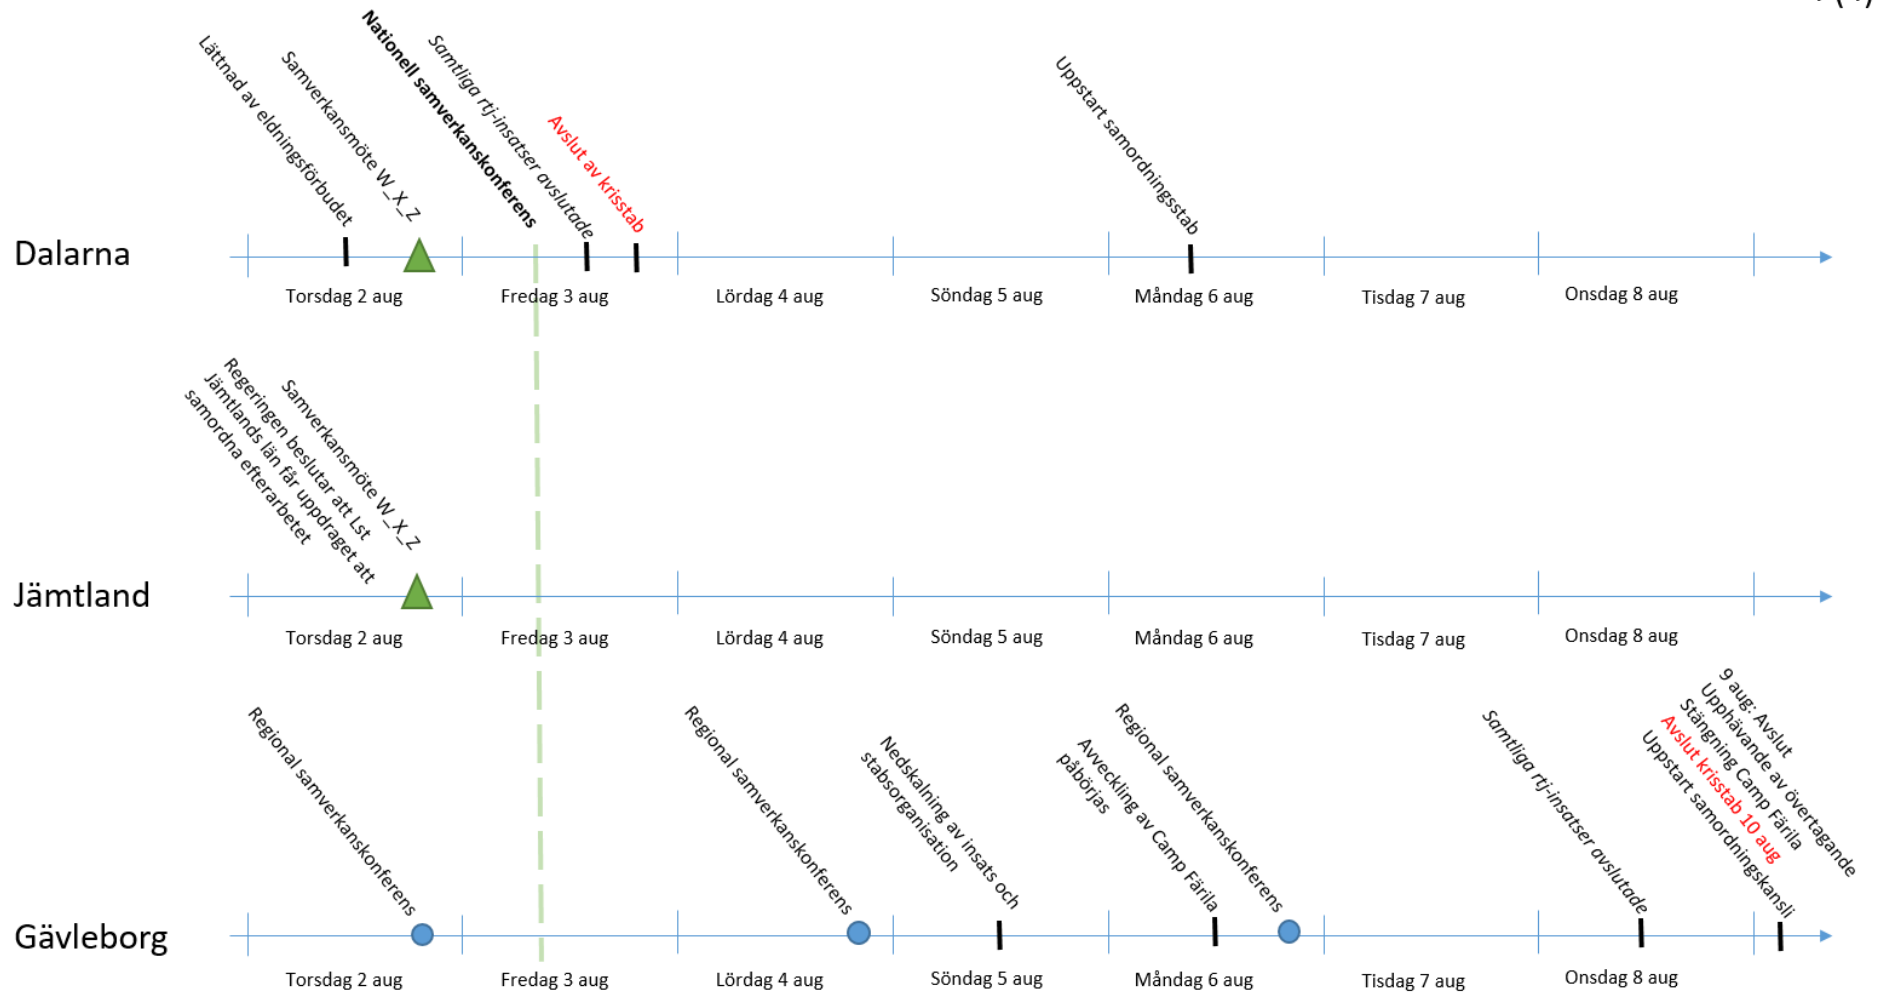 Lättnad av eldningsförbudet
Samverkansmöte W_X_Z
Nationell samverkanskonferens
Samtliga rtj-insatser avslutade
Avslut av krisstab
Uppstart samordningsstab
Dalarna
Torsdag 2 aug
Fredag 3 aug
Lördag 4 aug
Söndag 5 aug
Måndag 6 aug
Tisdag 7 aug
Onsdag 8 aug
Regeringen beslutar att Lst
Jämtlands län får uppdraget att
samordna efterarbetet
Samverkansmöte W_X_Z
Jämtland
Torsdag 2 aug
Fredag 3 aug
Lördag 4 aug
Söndag 5 aug
Måndag 6 aug
Tisdag 7 aug
Onsdag 8 aug
Regional samverkanskonferens
Regional samverkanskonferens
Nedskalning av insats och
stabsorganisation
Avveckling av Camp Färila
påbörjas
Regional samverkanskonferens
Samtliga rtj-insatser avslutade
9 aug: Avslut
Upphävande av övertagande
Stängning Camp Färila
Avslut krisstab 10 aug
Uppstart samordningskansli
Gävleborg
Torsdag 2 aug
Fredag 3 aug
Lördag 4 aug
Söndag 5 aug
Måndag 6 aug
Tisdag 7 aug
Onsdag 8 aug